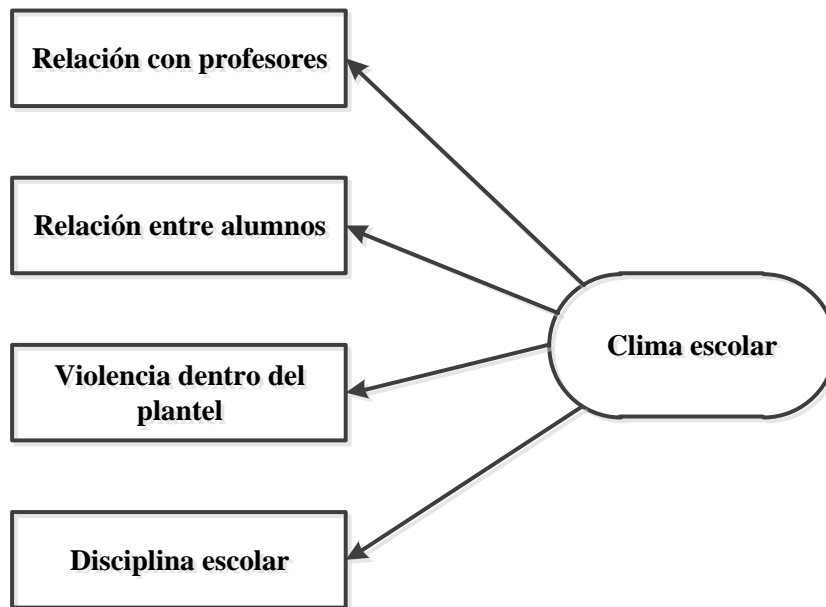 Relación con profesores
Relación entre alumnos
Clima escolar
Violencia dentro del
plantel
Disciplina escolar